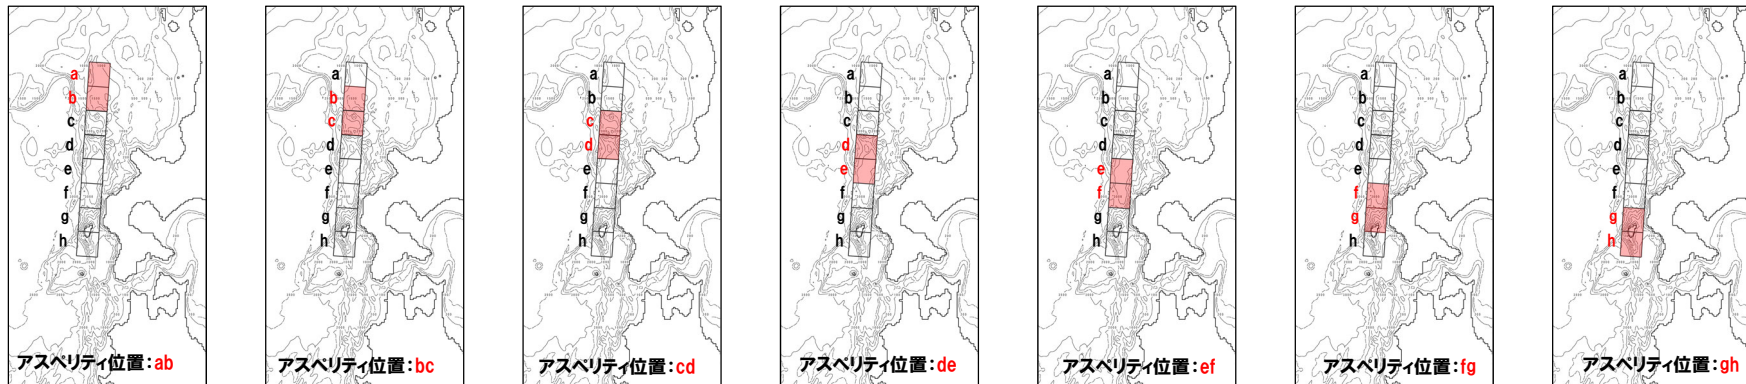 a
b
c
d
e
f
g
h
アスペリティ位置:ab
a
b
c
d
e
f
g
h
アスペリティ位置:bc
a
b
c
d
e
f
g
h
アスペリティ位置:cd
a
b
c
d
e
f
g
h
アスペリティ位置:de
a
b
c
d
e
f
g
h
アスペリティ位置:ef
a
b
c
d
e
f
g
h
アスペリティ位置:fg
a
b
c
d
e
f
g
h
アスペリティ位置:gh